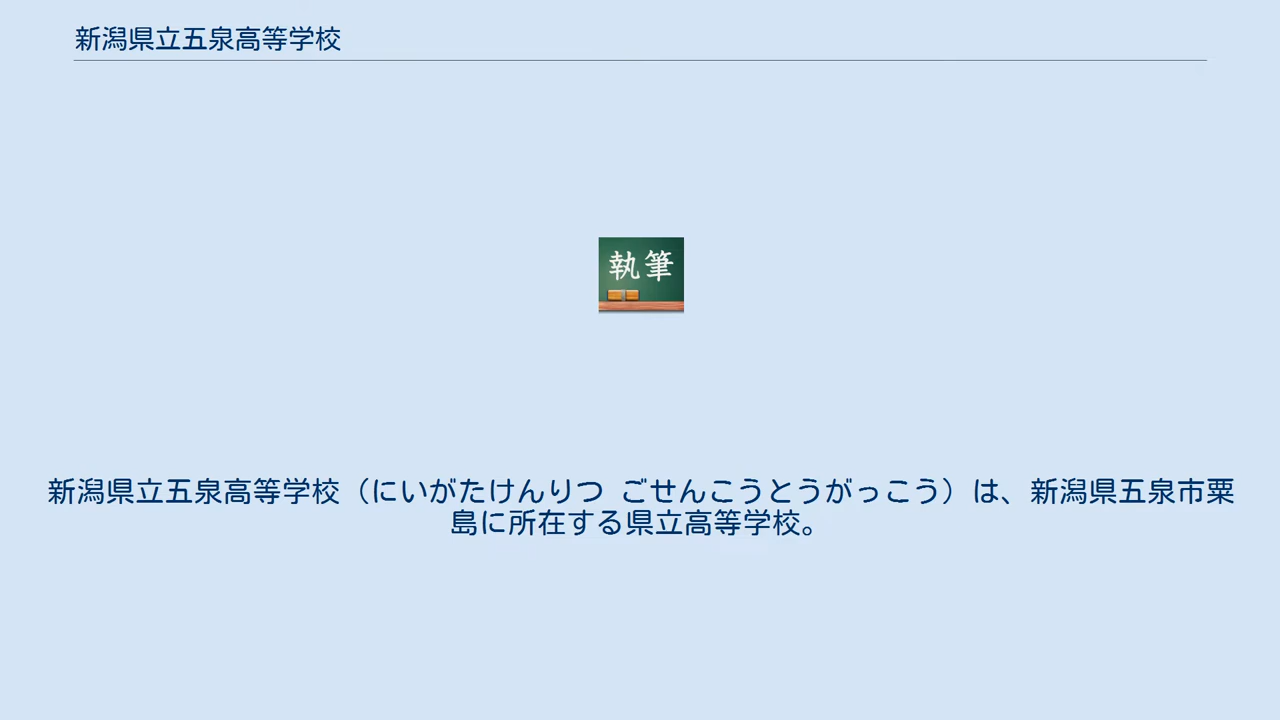 新潟県立五泉高等学校
執筆
新潟県立五泉高等学校（にいがたけんりつ ごせんこうとうがっこう）は、新潟県五泉市粟
島に所在する県立高等学校。